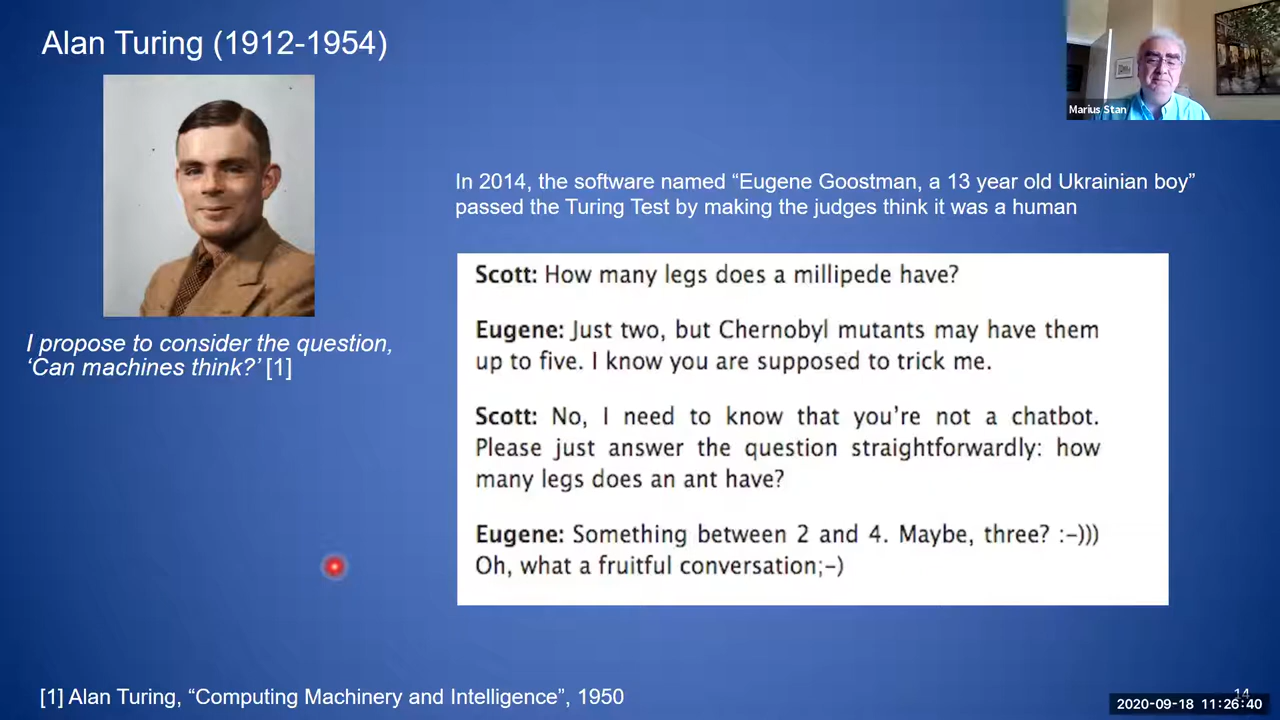 Alan Turing (1912-1954)
Marius Stan
In 2014, the software named “Eugene Goostman, a 13 year old Ukrainian boy”
passed the Turing Test by making the judges think it was a human
Scott: How many legs does a millipede have?
Eugene: Just two, but Chernobyl mutants may have them
up to five. I know you are supposed to trick me.
Scott: No, I need to know that you’re not a chatbot.
Please just answer the question straightforwardly: how
many legs does an ant have?
Eugene: Something between 2 and 4. Maybe, three? :-)))
Oh, what a fruitful conversation;-)
I propose to consider the question,
‘Can machines think?’ [1]
[1] Alan Turing, “Computing Machinery and Intelligence”, 1950
14
2020-09-18 11:26:40